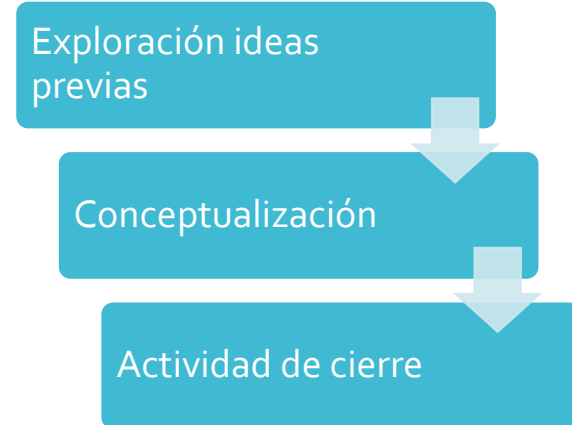 Exploración ideas
previas
Conceptualización
Actividad de cierre